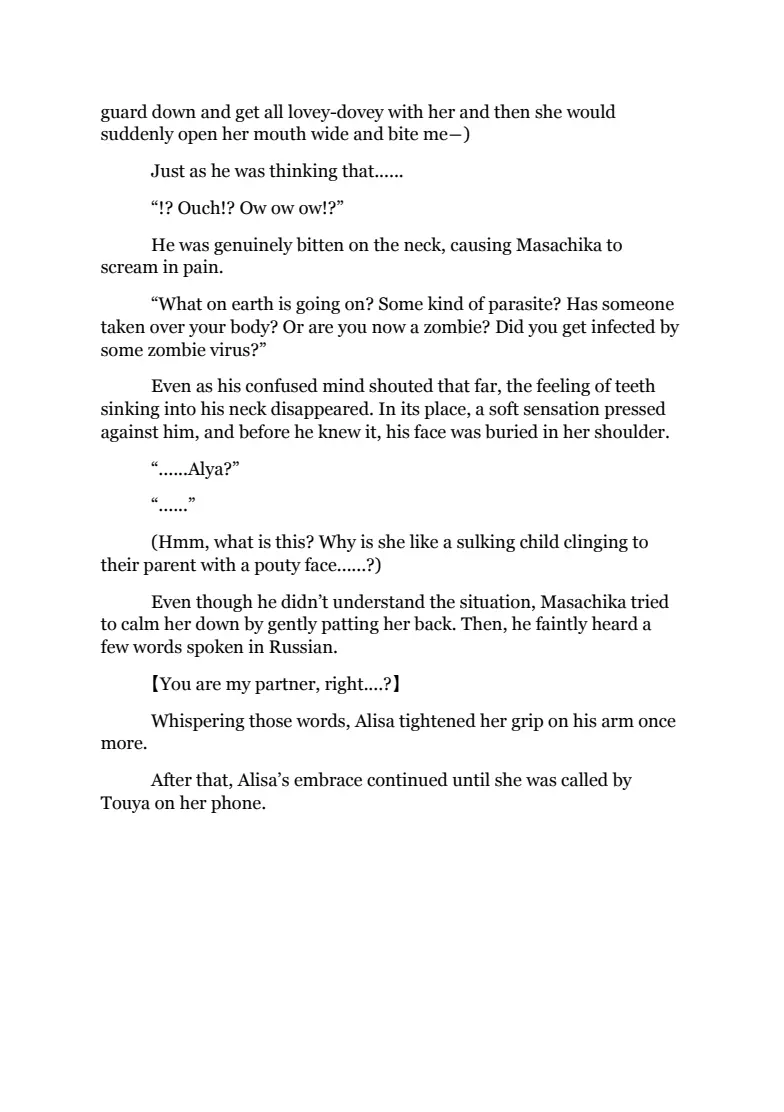 guard down and get all lovey-dovey with her and then she would
suddenly open her mouth wide and bite me—)
Just as he was thinking that......
“!? Ouch!? Ow ow ow!?”
He was genuinely bitten on the neck, causing Masachika to
scream in pain.
“What on earth is going on? Some kind of parasite? Has someone
taken over your body? Or are you now a zombie? Did you get infected by
some zombie virus?”
Even as his confused mind shouted that far, the feeling of teeth
sinking into his neck disappeared. In its place, a soft sensation pressed
against him, and before he knew it, his face was buried in her shoulder.
“......Alya?”
“......”
(Hmm, what is this? Why is she like a sulking child clinging to
their parent with a pouty face......?)
Even though he didn’t understand the situation, Masachika tried
to calm her down by gently patting her back. Then, he faintly heard a
few words spoken in Russian.
【You are my partner, right....?】
Whispering those words, Alisa tightened her grip on his arm once
more.
After that, Alisa’s embrace continued until she was called by
Touya on her phone.